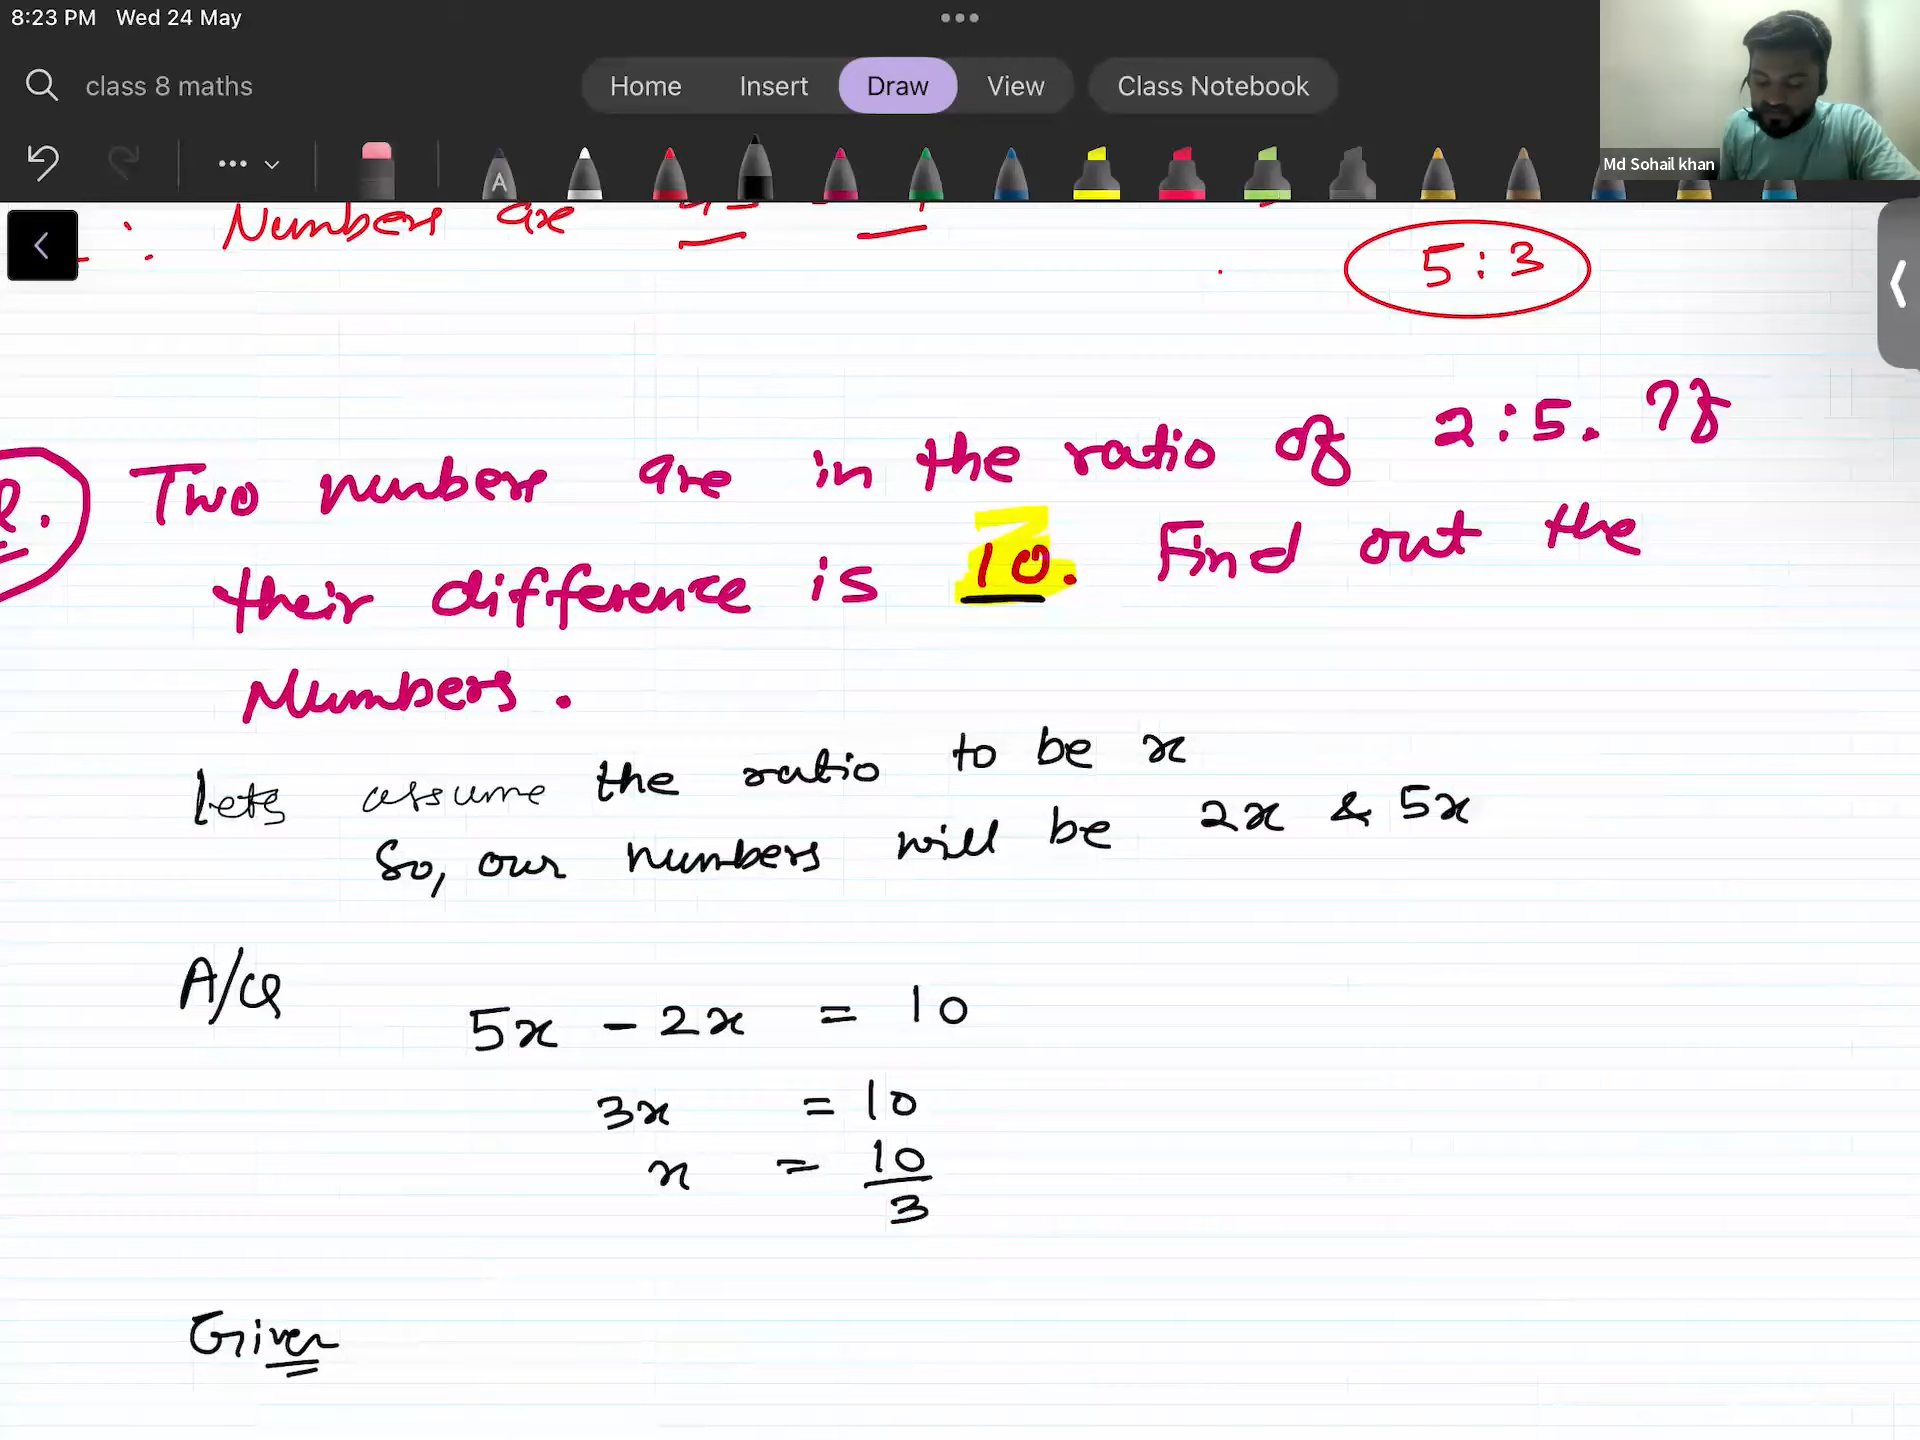 8:23 PM Wed 24 May
class 8 maths
Home Insert Draw View Class Notebook
A
Md Sohail khan
∴ Numbers are
5:3
Q. Two numbers are in the ratio of 2:5. If
their difference is 10. Find out the
Numbers.
Lets assume the ratio to be x
So, our numbers will be 2x & 5x
A/Q
5x - 2x = 10
3x = 10
x = 10/3
Given